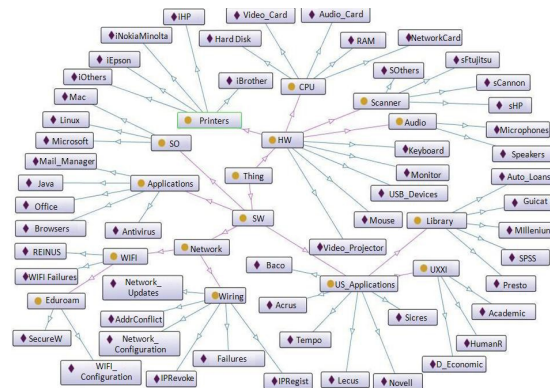 iHP
Video_Card
Audio_Card
iNokiaMinolta
Hard Disk
RAM
NetworkCard
iEpson
sFtujitsu
iOthers
iBrother
CPU
SOthers
sCannon
Mac
Scanner
sHP
Linux
Printers
Audio
Microphones
Microsoft
SO
HW
Keyboard
Speakers
Mail_Manager
Thing
Monitor
Auto_Loans
Java
Applications
USB_Devices
Guicat
Office
SW
Mouse
Library
MIllenium
Browsers
Antivirus
Video_Projector
SPSS
REINUS
WIFI
Network
Baco
UXXI
Presto
WIFI Failures
Network_
Updates
Wiring
US_Applications
Academic
Eduroam
AddrConflict
Acrus
Sicres
HumanR
SecureW
Network_
Configuration
Failures
Tempo
D_Economic
WIFI_
Configuration
IPRevoke
IPRegist
Lecus
Novell